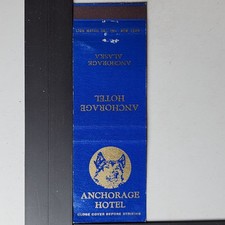 ANCHORAGE
ALASKA
ANCHORAGE
HOTEL
ANCHORAGE
HOTEL
CLOSE COVER BEFORE STRIKING